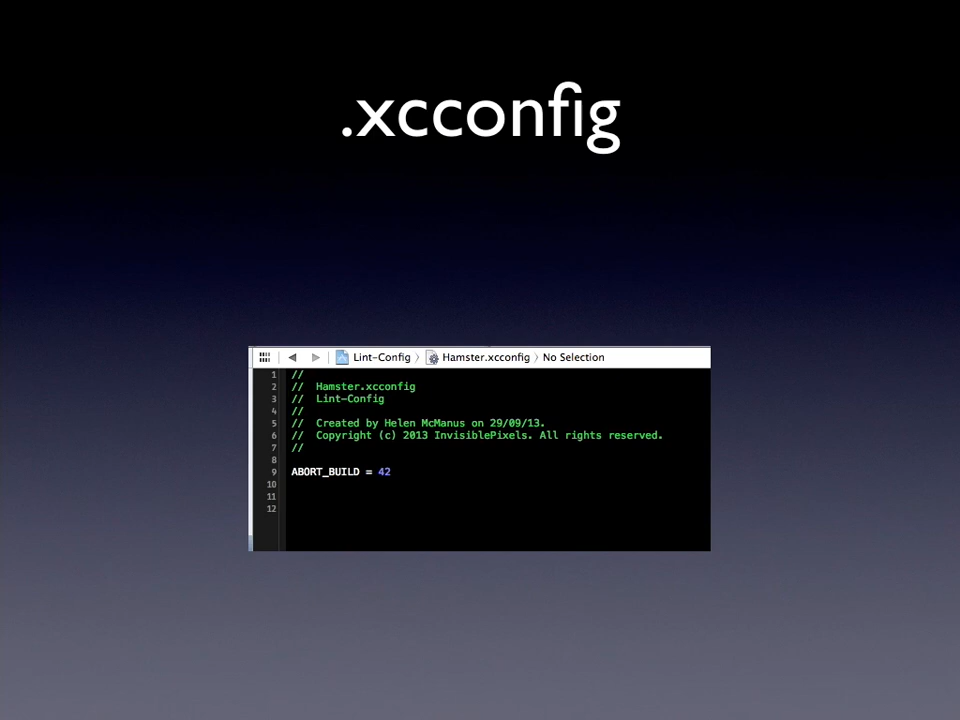 .xcconfig
Lint-Config 〉 Hamster.xcconfig 〉 No Selection
1 //
2 // Hamster.xcconfig
3 // Lint-Config
4 //
5 // Created by Helen McManus on 29/09/13.
6 // Copyright (c) 2013 InvisiblePixels. All rights reserved.
7 //
8
9 ABORT_BUILD = 42
10
11
12